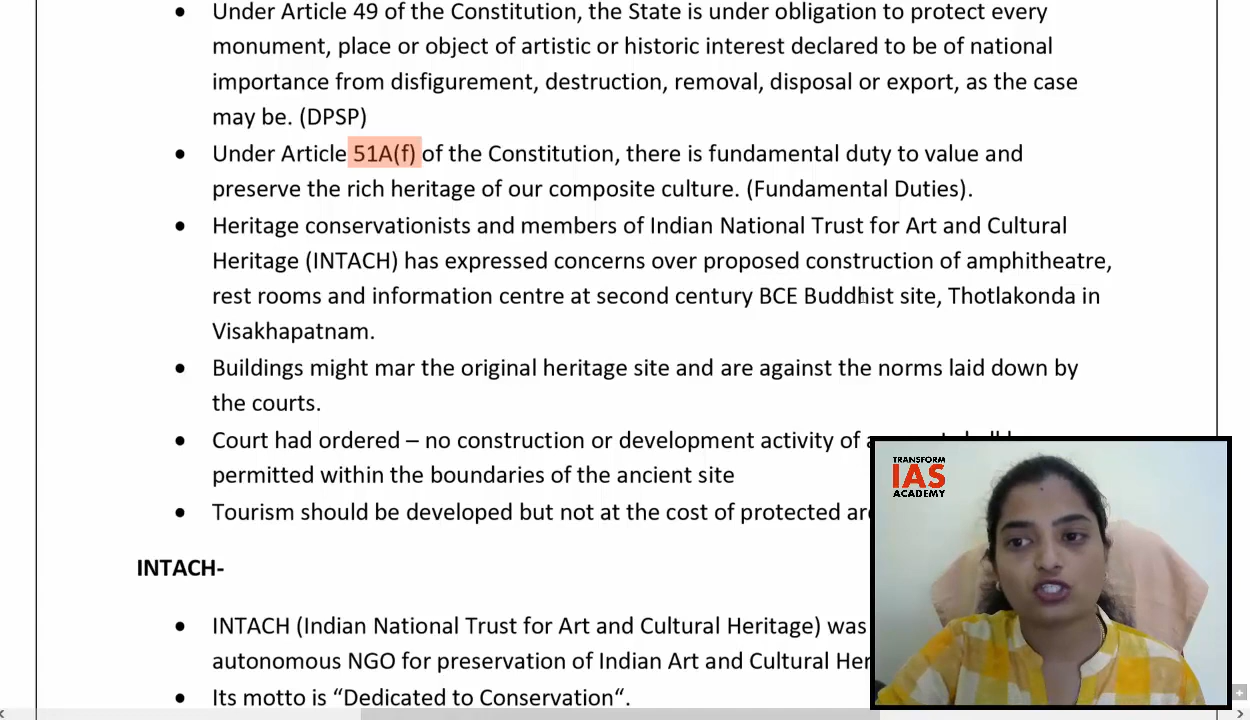 Under Article 49 of the Constitution, the State is under obligation to protect every
monument, place or object of artistic or historic interest declared to be of national
importance from disfigurement, destruction, removal, disposal or export, as the case
may be. (DPSP)
Under Article 51A(f) of the Constitution, there is fundamental duty to value and
preserve the rich heritage of our composite culture. (Fundamental Duties).
Heritage conservationists and members of Indian National Trust for Art and Cultural
Heritage (INTACH) has expressed concerns over proposed construction of amphitheatre,
rest rooms and information centre at second century BCE Buddhist site, Thotlakonda in
Visakhapatnam.
Buildings might mar the original heritage site and are against the norms laid down by
the courts.
Court had ordered – no construction or development activity of
permitted within the boundaries of the ancient site
Tourism should be developed but not at the cost of protected
INTACH-
INTACH (Indian National Trust for Art and Cultural Heritage) was
autonomous NGO for preservation of Indian Art and Cultural
Its motto is “Dedicated to Conservation“.
TRANSFORM
IAS
ACADEMY